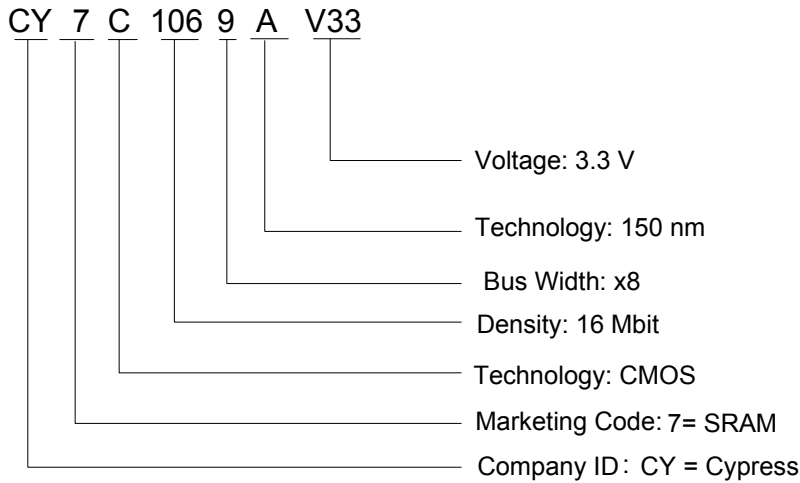 CY 7 C 106 9 A V33
Voltage: 3.3 V
Technology: 150 nm
Bus Width: x8
Density: 16 Mbit
Technology: CMOS
Marketing Code: 7= SRAM
Company ID: CY = Cypress